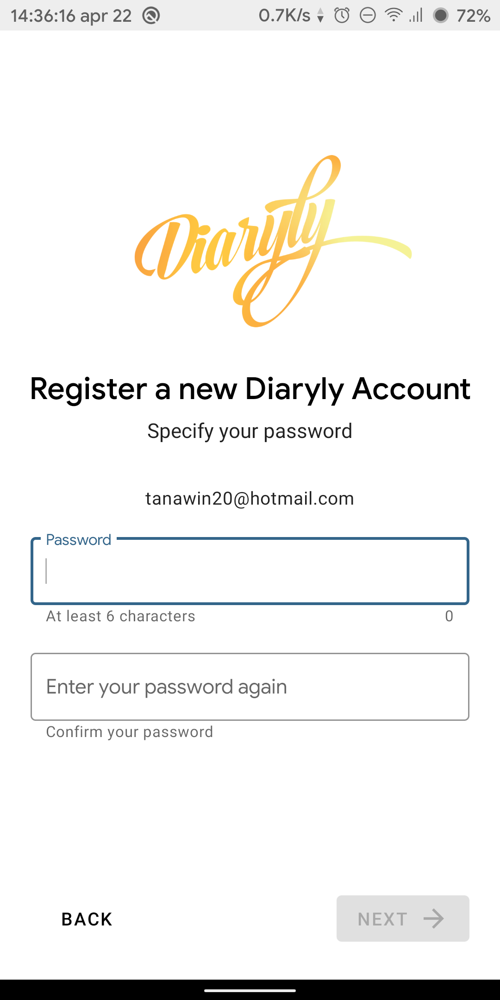 14:36:16 apr 22 0.7K/s 72%
Diaryly
Register a new Diaryly Account
Specify your password
tanawin20@hotmail.com
Password
At least 6 characters 0
Enter your password again
Confirm your password
BACK NEXT